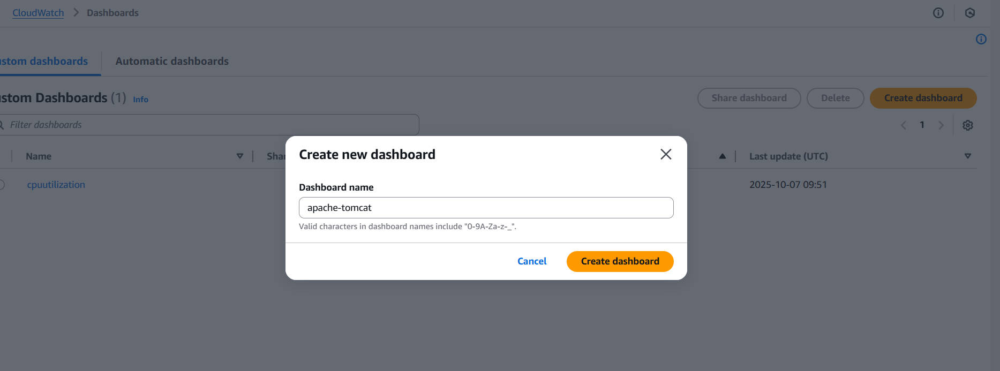 CloudWatch > Dashboards
stom dashboards Automatic dashboards
stom Dashboards (1) Info
Share dashboard Delete Create dashboard
Filter dashboards
1
Name Shar Last update (UTC)
cpuutilization 2025-10-07 09:51
Create new dashboard
Dashboard name
apache-tomcat
Valid characters in dashboard names include "0-9A-Za-z-_".
Cancel Create dashboard